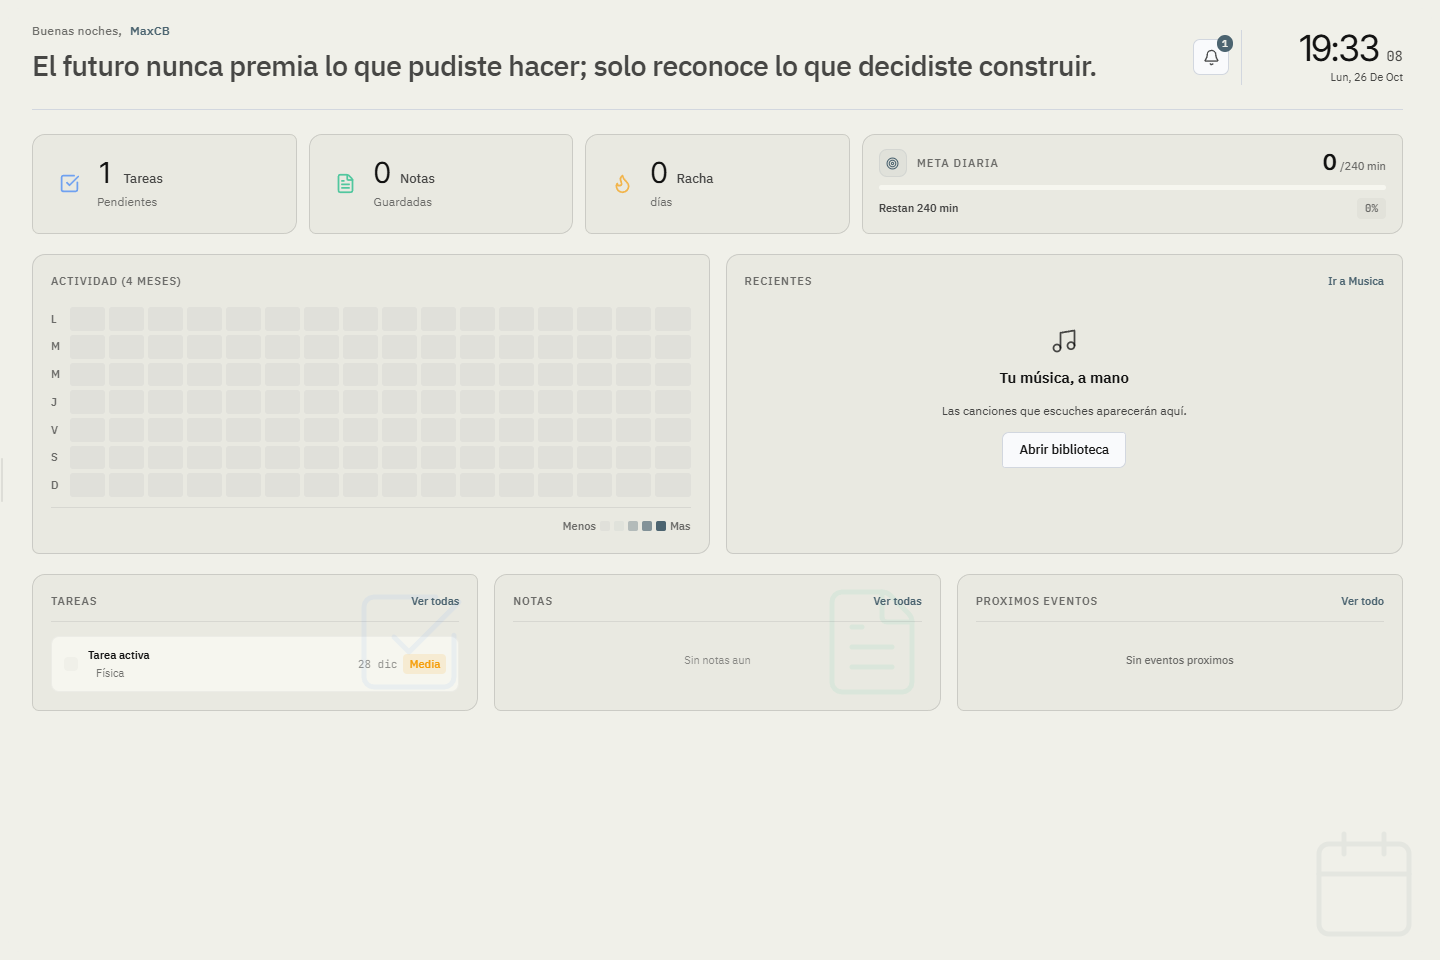 Buenas noches, MaxCB
El futuro nunca premia lo que pudiste hacer; solo reconoce lo que decidiste construir.
1
19:33 08
Lun, 26 De Oct
1 Tareas
Pendientes
0 Notas
Guardadas
0 Racha
días
META DIARIA
0 /240 min
Restan 240 min
0%
ACTIVIDAD (4 MESES)
L
M
M
J
V
S
D
Menos
Mas
RECIENTES
Ir a Musica
Tu música, a mano
Las canciones que escuches aparecerán aquí.
Abrir biblioteca
TAREAS
Ver todas
Tarea activa
Física
28 dic
Media
NOTAS
Ver todas
Sin notas aun
PROXIMOS EVENTOS
Ver todo
Sin eventos proximos